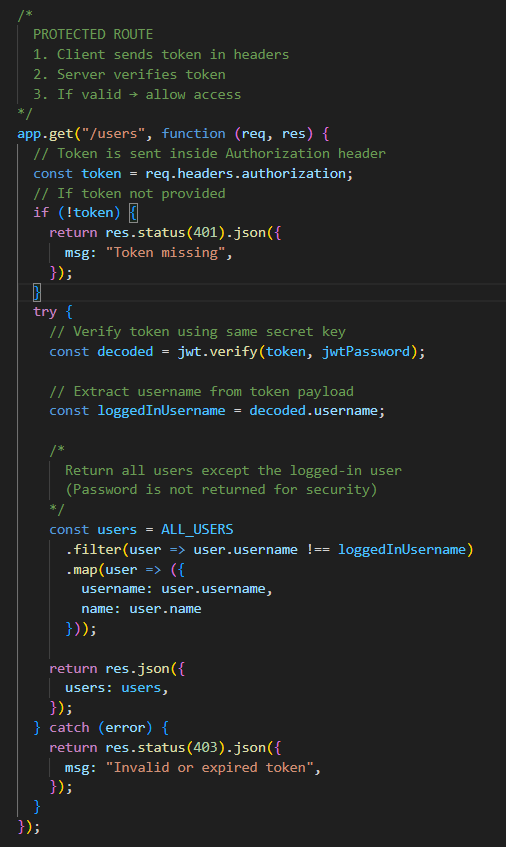 /*
  PROTECTED ROUTE
  1. Client sends token in headers
  2. Server verifies token
  3. If valid → allow access
*/
app.get("/users", function (req, res) {
  // Token is sent inside Authorization header
  const token = req.headers.authorization;
  // If token not provided
  if (!token) {
    return res.status(401).json({
      msg: "Token missing",
    });
  }
  try {
    // Verify token using same secret key
    const decoded = jwt.verify(token, jwtPassword);

    // Extract username from token payload
    const loggedInUsername = decoded.username;

    /*
      Return all users except the logged-in user
      (Password is not returned for security)
    */
    const users = ALL_USERS
      .filter(user => user.username !== loggedInUsername)
      .map(user => ({
        username: user.username,
        name: user.name
      }));

    return res.json({
      users: users,
    });
  } catch (error) {
    return res.status(403).json({
      msg: "Invalid or expired token",
    });
  }
});